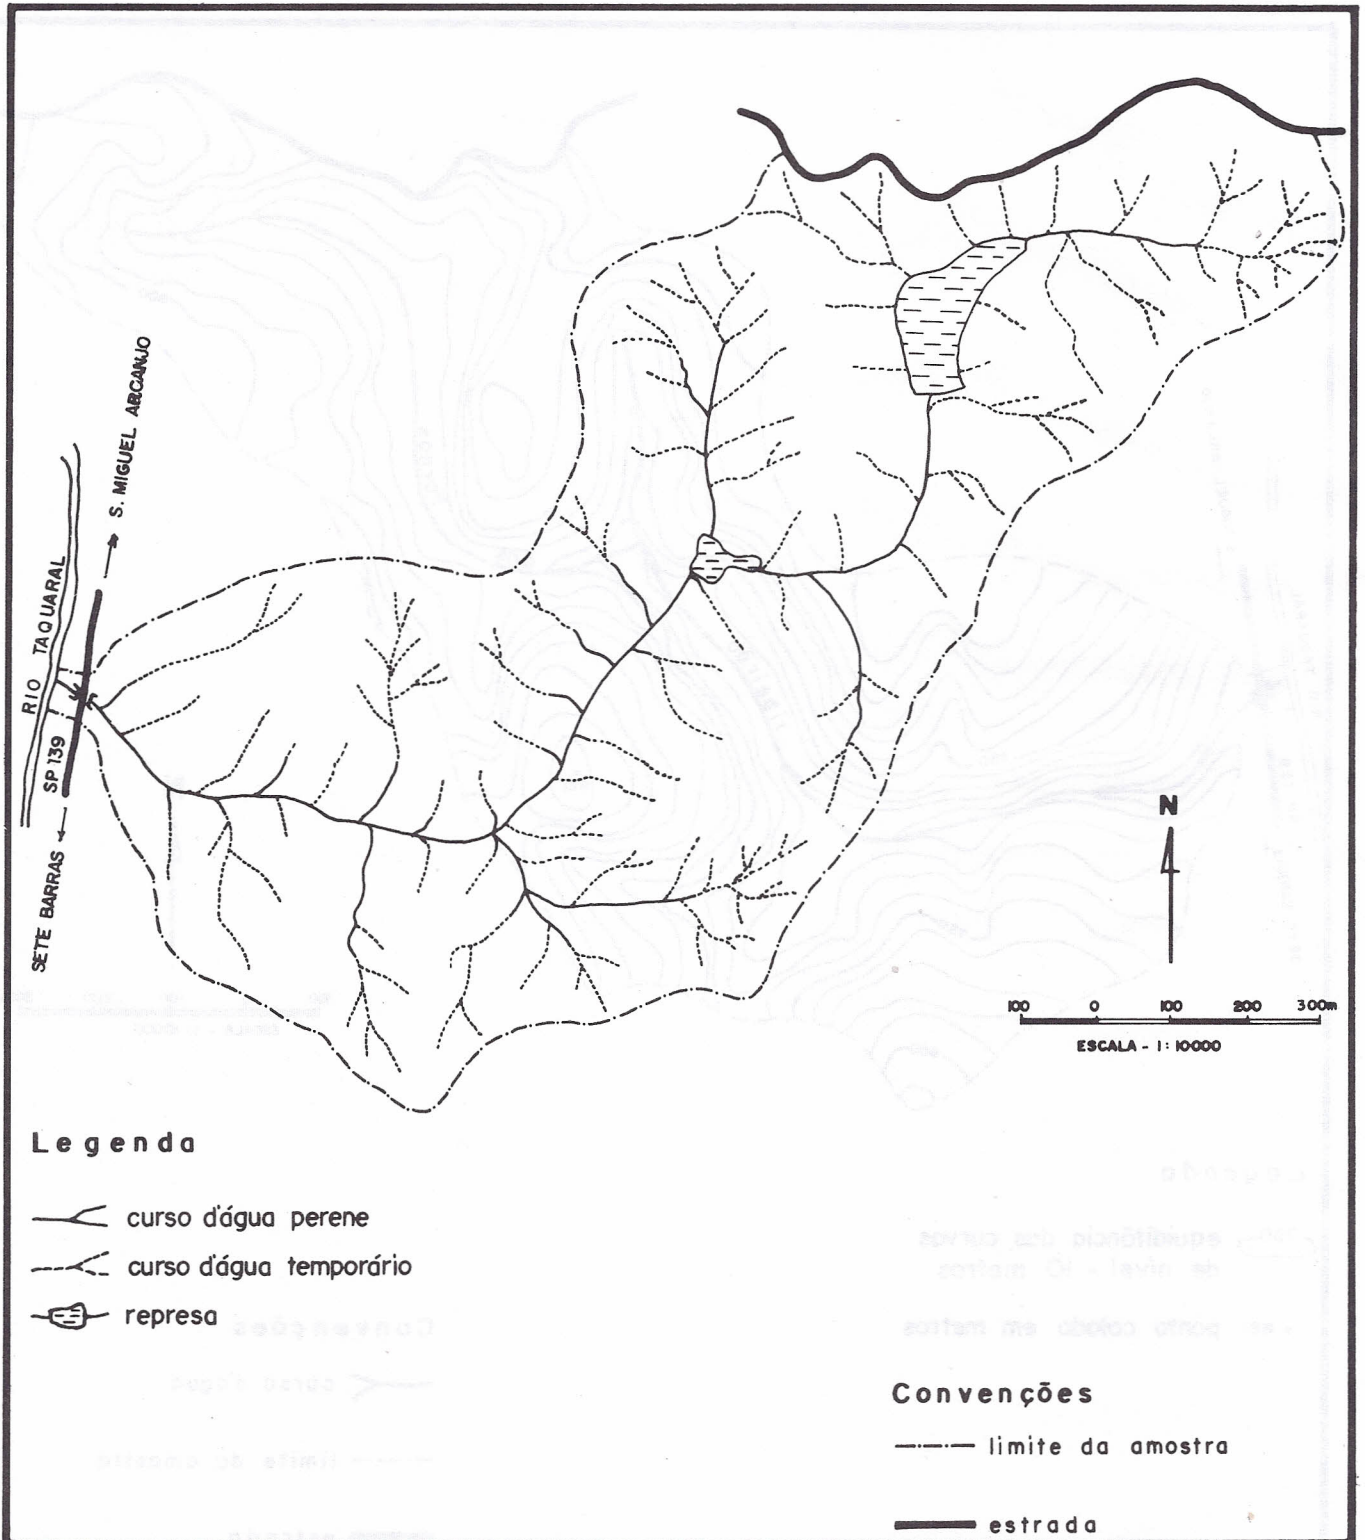 S. MIGUEL ARCANJO
RIO TAQUARAL
SP 139
SETE BARRAS
N
100 0 100 200 300m
ESCALA - 1:10000
Legenda
curso d'água perene
curso d'água temporário
represa
Convenções
limite da amostra
estrada